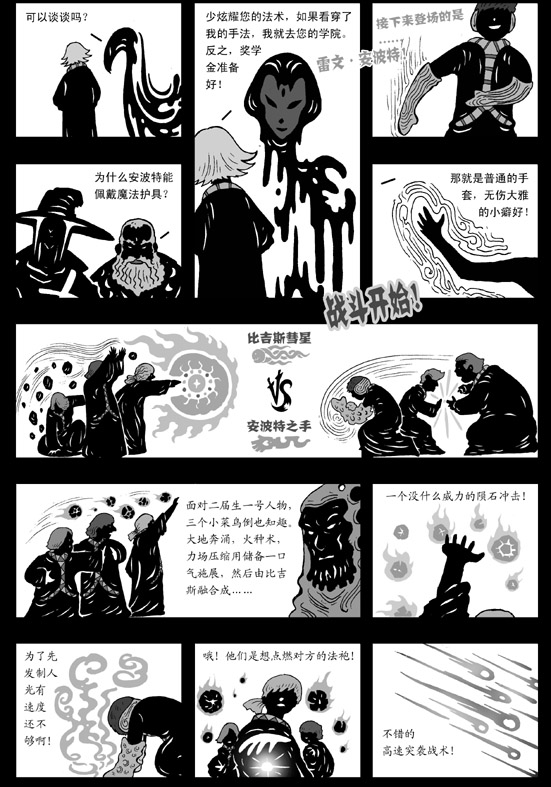 可以谈谈吗？
少炫耀您的法术，如果看穿了
我的手法，我就去您的学院。
反之，奖学
金准备
好！
接下来登场的是
……
雷文·安波特！
为什么安波特能
佩戴魔法护具？
那就是普通的手
套，无伤大雅
的小癖好！
战斗开始！
比吉斯彗星
VS
安波特之手
面对二届生一号人物，
三个小菜鸟倒也知趣。
大地奔涌，火种术，
力场压缩用储备一口
气施展，然后由比吉
斯融合成……
一个没什么威力的陨石冲击！
为了先
发制人
光有
速度
还不
够啊！
哦！他们是想点燃对方的法袍！
不错的
高速突袭战术！